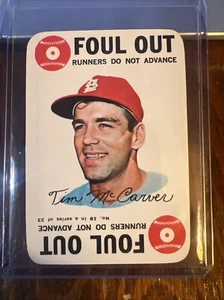 FOUL OUT
RUNNERS DO NOT ADVANCE
Tim McCarver
No. 18 in a series of 33
RUNNERS DO NOT ADVANCE
FOUL OUT